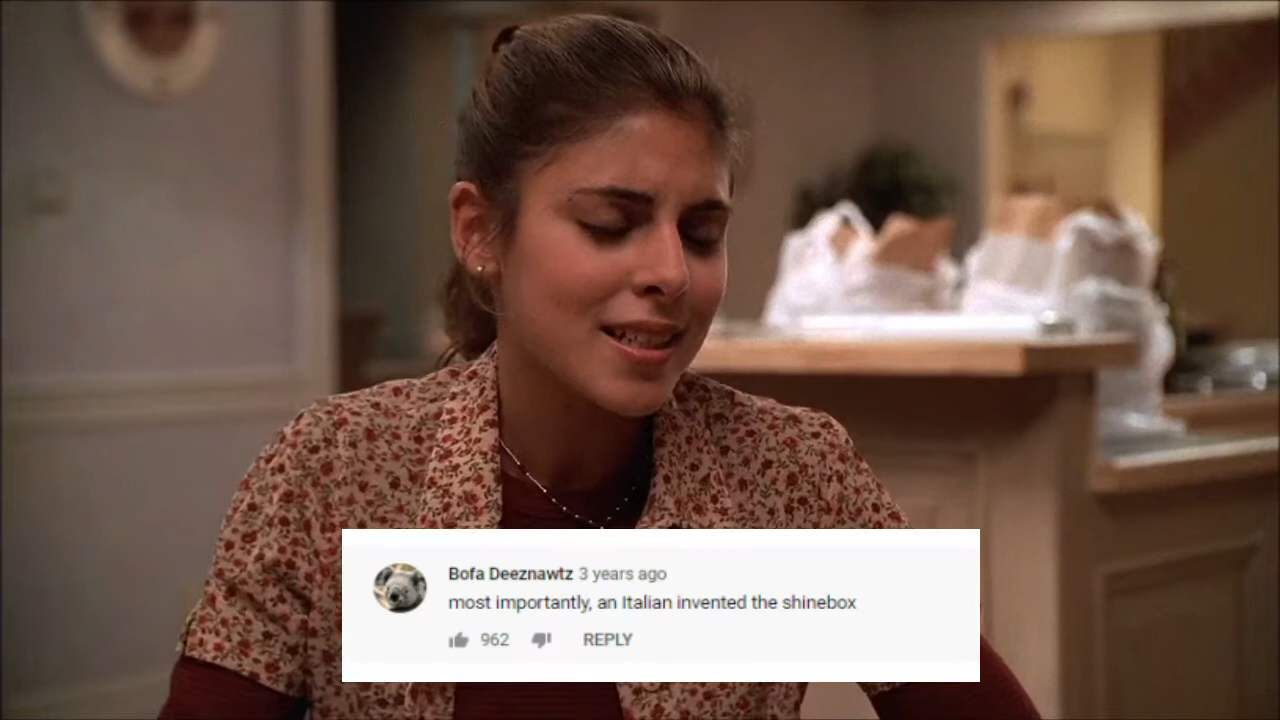 Bofa Deeznawtz 3 years ago
most importantly, an Italian invented the shinebox
962 REPLY